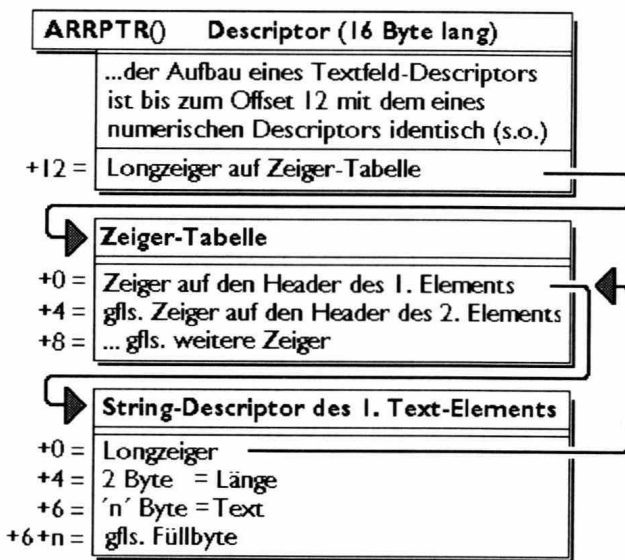 ARRPTR() Descriptor (16 Byte lang)
...der Aufbau eines Textfeld-Descriptors
ist bis zum Offset 12 mit dem eines
numerischen Descriptors identisch (s.o.)
+12 = Longzeiger auf Zeiger-Tabelle
Zeiger-Tabelle
+0 = Zeiger auf den Header des 1. Elements
+4 = gfls. Zeiger auf den Header des 2. Elements
+8 = ... gfls. weitere Zeiger
String-Descriptor des 1. Text-Elements
+0 = Longzeiger
+4 = 2 Byte = Länge
+6 = ´n´ Byte = Text
+6+n = gfls. Füllbyte